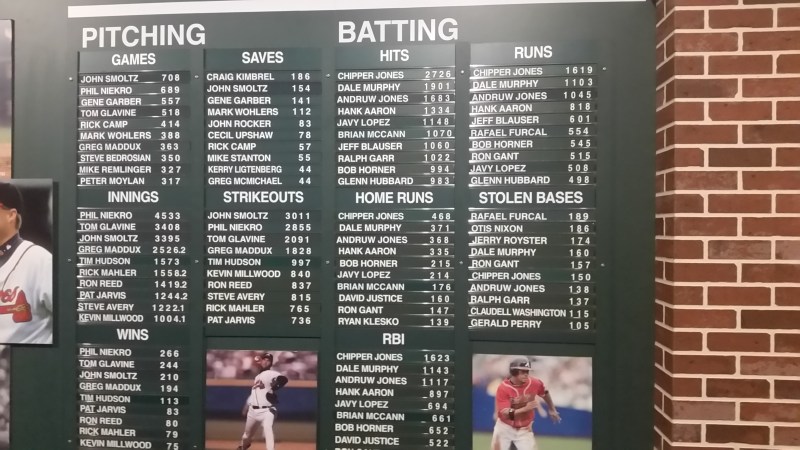 PITCHING
GAMES
JOHN SMOLTZ 708
PHIL NIEKRO 689
GENE GARBER 557
TOM GLAVINE 518
RICK CAMP 414
MARK WOHLERS 388
GREG MADDUX 363
STEVE BEDROSIAN 350
MIKE REMLINGER 327
PETER MOYLAN 317
INNINGS
PHIL NIEKRO 4533
TOM GLAVINE 3408
JOHN SMOLTZ 3395
GREG MADDUX 2526.2
TIM HUDSON 1573
RICK MAHLER 1558.2
RON REED 1419.2
PAT JARVIS 1244.2
STEVE AVERY 1222.1
KEVIN MILLWOOD 1004.1
WINS
PHIL NIEKRO 266
TOM GLAVINE 244
JOHN SMOLTZ 210
GREG MADDUX 194
TIM HUDSON 113
PAT JARVIS 83
RON REED 80
RICK MAHLER 79
KEVIN MILLWOOD 75
SAVES
CRAIG KIMBREL 186
JOHN SMOLTZ 154
GENE GARBER 141
MARK WOHLERS 112
JOHN ROCKER 83
CECIL UPSHAW 78
RICK CAMP 57
MIKE STANTON 55
KERRY LIGTENBERG 44
GREG MCMICHAEL 44
STRIKEOUTS
JOHN SMOLTZ 3011
PHIL NIEKRO 2855
TOM GLAVINE 2091
GREG MADDUX 1828
TIM HUDSON 997
KEVIN MILLWOOD 840
RON REED 837
STEVE AVERY 815
RICK MAHLER 765
PAT JARVIS 736
BATTING
HITS
CHIPPER JONES 2726
DALE MURPHY 1901
ANDRUW JONES 1683
HANK AARON 1334
JAVY LOPEZ 1148
BRIAN MCCANN 1070
JEFF BLAUSER 1060
RALPH GARR 1022
BOB HORNER 994
GLENN HUBBARD 983
HOME RUNS
CHIPPER JONES 468
DALE MURPHY 371
ANDRUW JONES 368
HANK AARON 335
BOB HORNER 215
JAVY LOPEZ 214
BRIAN MCCANN 176
DAVID JUSTICE 160
RON GANT 147
RYAN KLESKO 139
RBI
CHIPPER JONES 1623
DALE MURPHY 1143
ANDRUW JONES 1117
HANK AARON 897
JAVY LOPEZ 694
BRIAN MCCANN 661
BOB HORNER 652
DAVID JUSTICE 522
RUNS
CHIPPER JONES 1619
DALE MURPHY 1103
ANDRUW JONES 1045
HANK AARON 818
JEFF BLAUSER 601
RAFAEL FURCAL 554
BOB HORNER 545
RON GANT 515
JAVY LOPEZ 508
GLENN HUBBARD 498
STOLEN BASES
RAFAEL FURCAL 189
OTIS NIXON 186
JERRY ROYSTER 174
DALE MURPHY 160
RON GANT 157
CHIPPER JONES 150
ANDRUW JONES 138
RALPH GARR 137
CLAUDELL WASHINGTON 115
GERALD PERRY 105